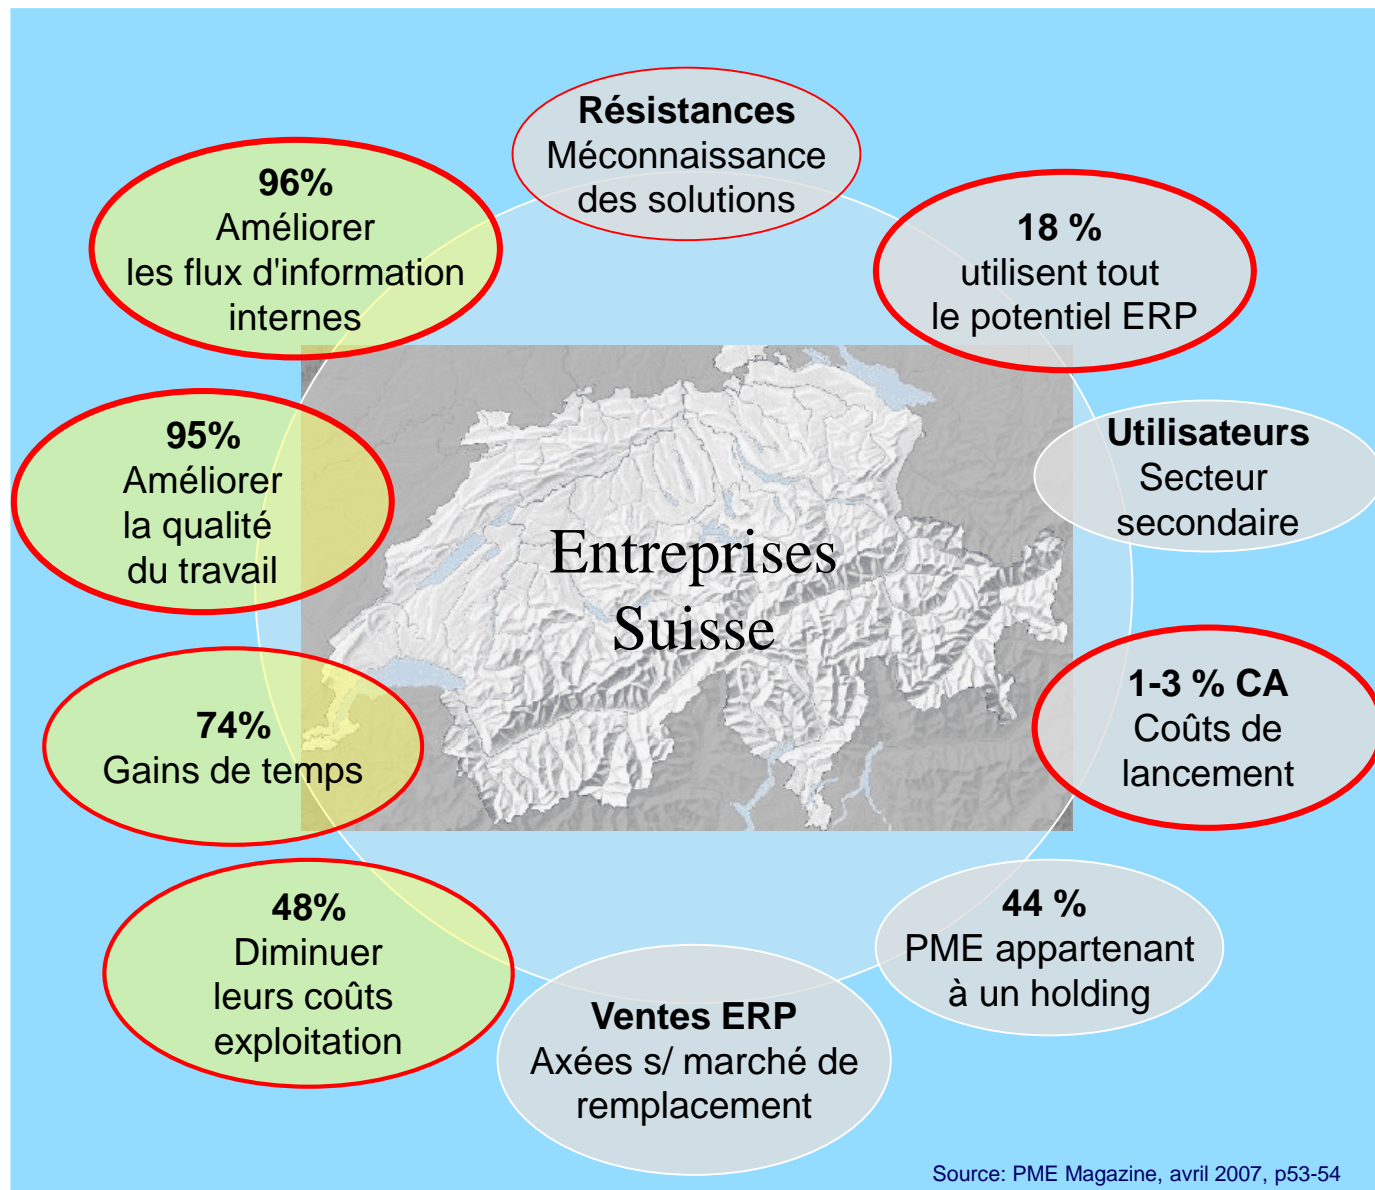 Résistances
Méconnaissance
des solutions
96%
Améliorer
les flux d'information
internes
18 %
utilisent tout
le potentiel ERP
95%
Améliorer
la qualité
du travail
Utilisateurs
Secteur
secondaire
Entreprises
Suisse
74%
Gains de temps
1-3 % CA
Coûts de
lancement
48%
Diminuer
leurs coûts
exploitation
44 %
PME appartenant
à un holding
Ventes ERP
Axées s/ marché de
remplacement
Source: PME Magazine, avril 2007, p53-54